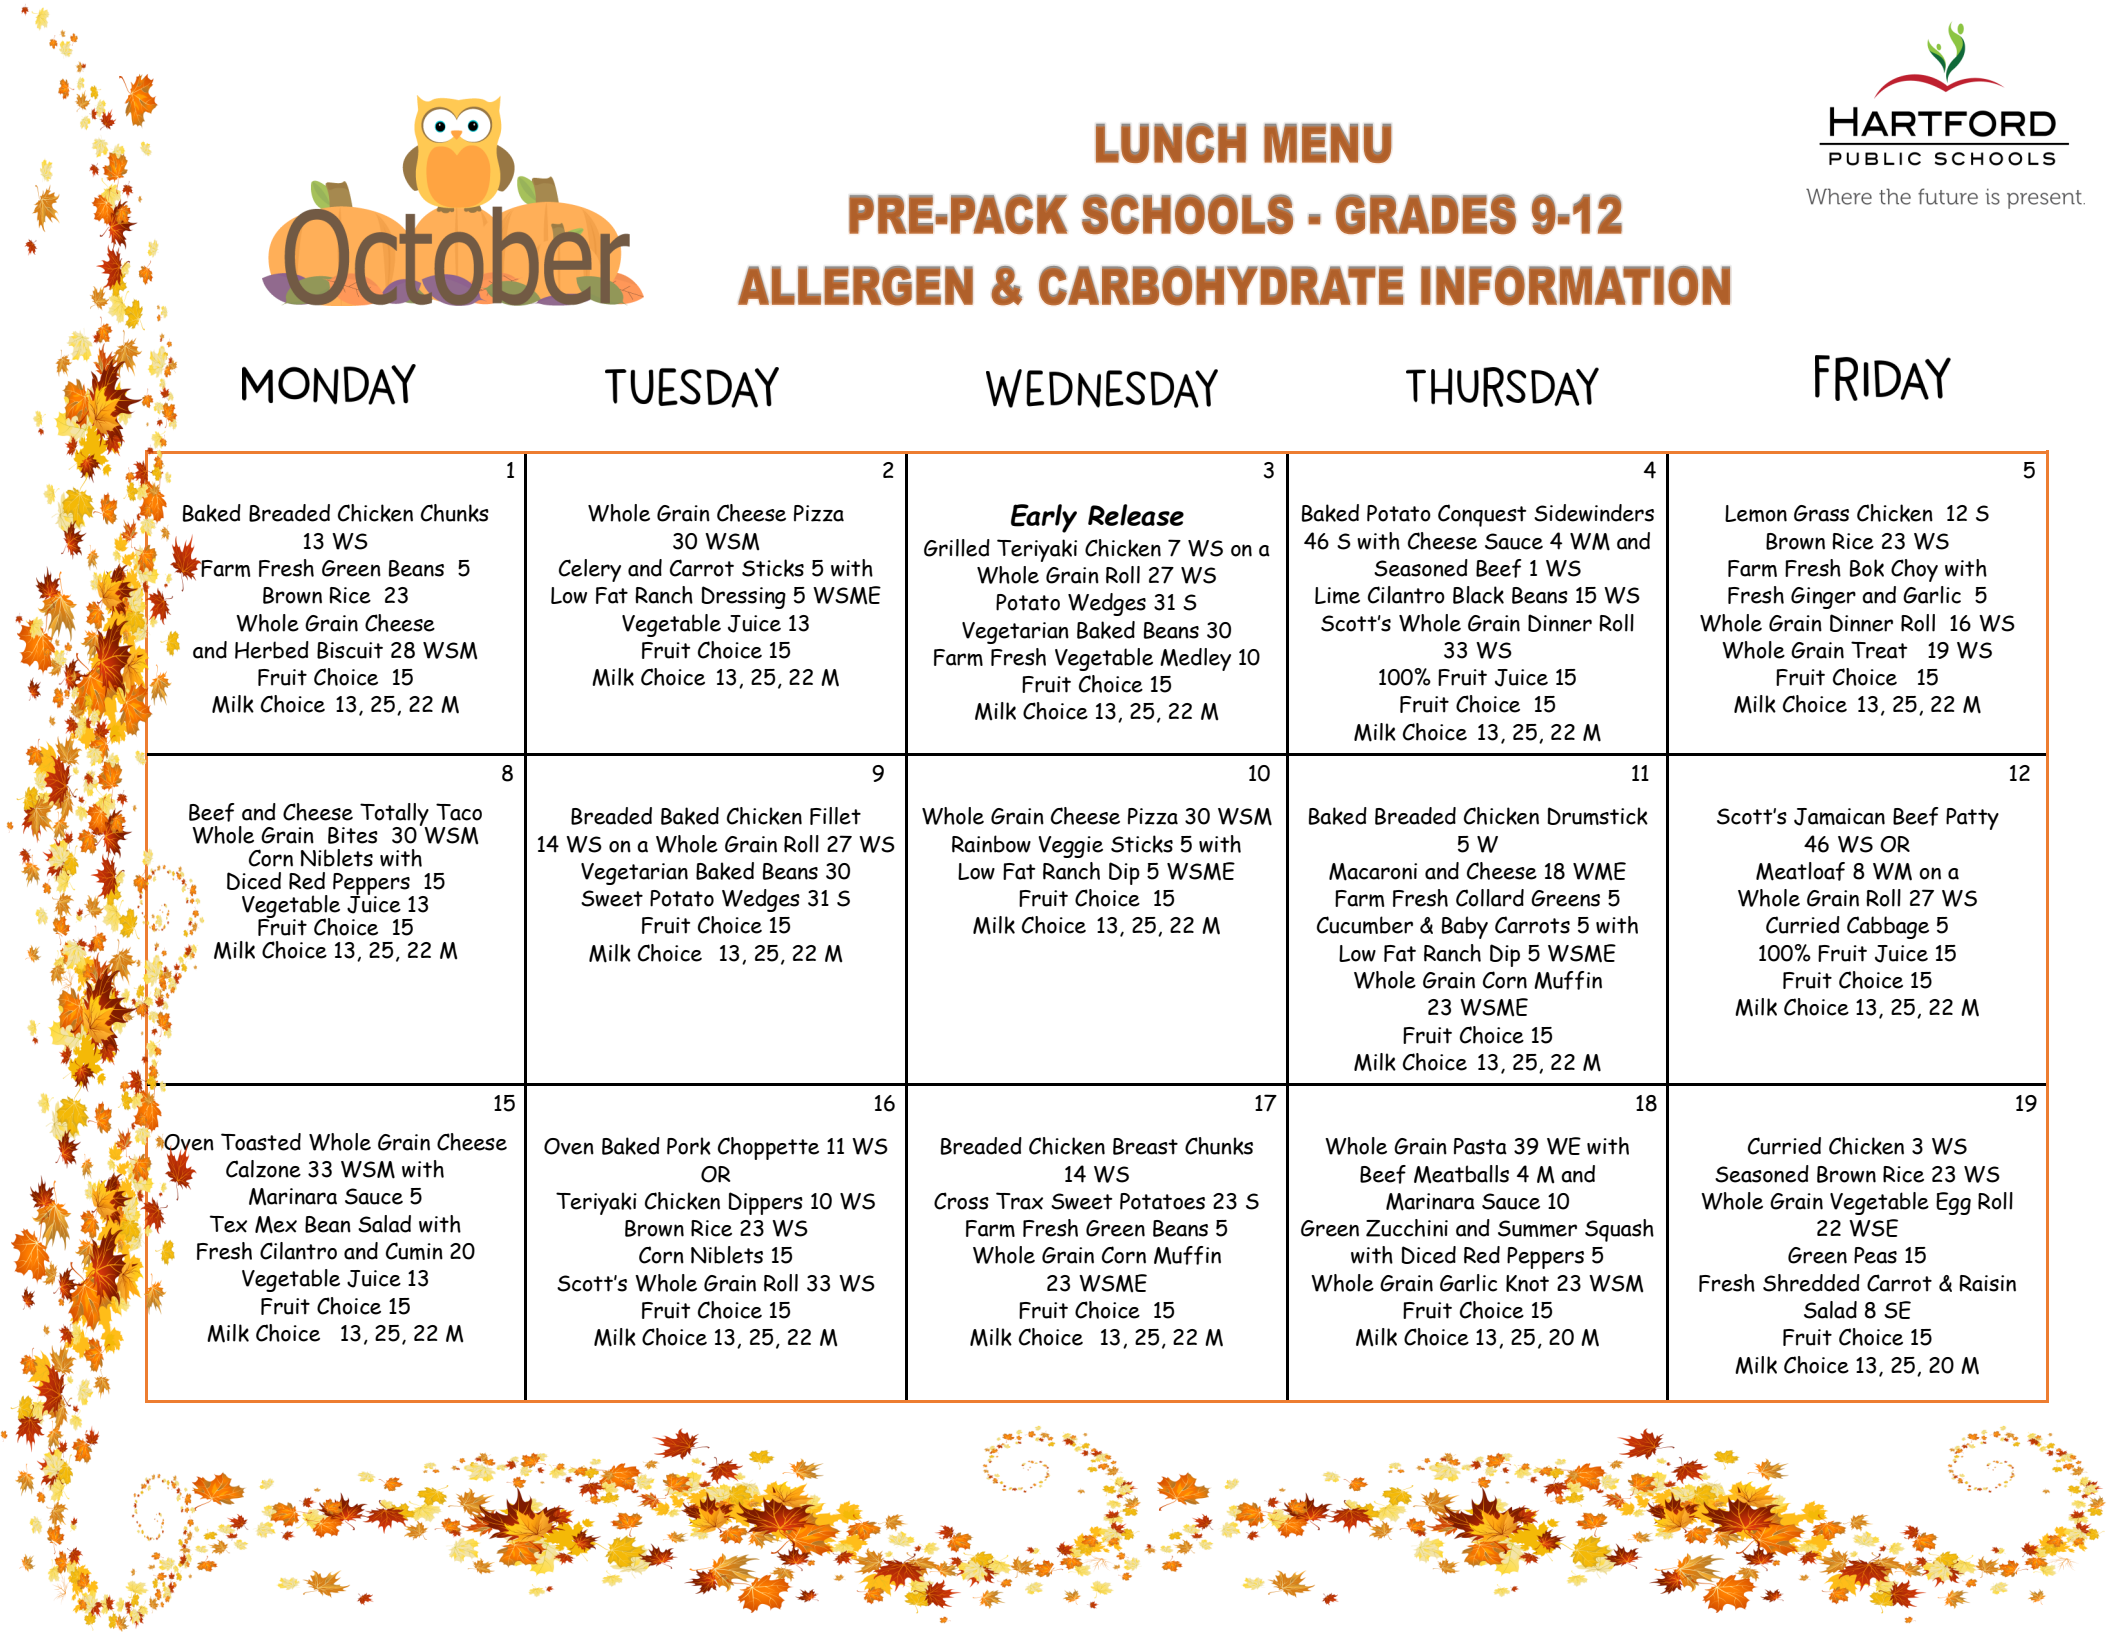 October
LUNCH MENU
PRE-PACK SCHOOLS - GRADES 9-12
ALLERGEN & CARBOHYDRATE INFORMATION
HARTFORD
PUBLIC SCHOOLS
Where the future is present.
MONDAY
TUESDAY
WEDNESDAY
THURSDAY
FRIDAY
1
Baked Breaded Chicken Chunks
13 WS
Farm Fresh Green Beans 5
Brown Rice 23
Whole Grain Cheese
and Herbed Biscuit 28 WSM
Fruit Choice 15
Milk Choice 13, 25, 22 M
2
Whole Grain Cheese Pizza
30 WSM
Celery and Carrot Sticks 5 with
Low Fat Ranch Dressing 5 WSME
Vegetable Juice 13
Fruit Choice 15
Milk Choice 13, 25, 22 M
3
Early Release
Grilled Teriyaki Chicken 7 WS on a
Whole Grain Roll 27 WS
Potato Wedges 31 S
Vegetarian Baked Beans 30
Farm Fresh Vegetable Medley 10
Fruit Choice 15
Milk Choice 13, 25, 22 M
4
Baked Potato Conquest Sidewinders
46 S with Cheese Sauce 4 WM and
Seasoned Beef 1 WS
Lime Cilantro Black Beans 15 WS
Scott's Whole Grain Dinner Roll
33 WS
100% Fruit Juice 15
Fruit Choice 15
Milk Choice 13, 25, 22 M
5
Lemon Grass Chicken 12 S
Brown Rice 23 WS
Farm Fresh Bok Choy with
Fresh Ginger and Garlic 5
Whole Grain Dinner Roll 16 WS
Whole Grain Treat 19 WS
Fruit Choice 15
Milk Choice 13, 25, 22 M
8
Beef and Cheese Totally Taco
Whole Grain Bites 30 WSM
Corn Niblets with
Diced Red Peppers 15
Vegetable Juice 13
Fruit Choice 15
Milk Choice 13, 25, 22 M
9
Breaded Baked Chicken Fillet
14 WS on a Whole Grain Roll 27 WS
Vegetarian Baked Beans 30
Sweet Potato Wedges 31 S
Fruit Choice 15
Milk Choice 13, 25, 22 M
10
Whole Grain Cheese Pizza 30 WSM
Rainbow Veggie Sticks 5 with
Low Fat Ranch Dip 5 WSME
Fruit Choice 15
Milk Choice 13, 25, 22 M
11
Baked Breaded Chicken Drumstick
5 W
Macaroni and Cheese 18 WME
Farm Fresh Collard Greens 5
Cucumber & Baby Carrots 5 with
Low Fat Ranch Dip 5 WSME
Whole Grain Corn Muffin
23 WSME
Fruit Choice 15
Milk Choice 13, 25, 22 M
12
Scott's Jamaican Beef Patty
46 WS OR
Meatloaf 8 WM on a
Whole Grain Roll 27 WS
Curried Cabbage 5
100% Fruit Juice 15
Fruit Choice 15
Milk Choice 13, 25, 22 M
15
Oven Toasted Whole Grain Cheese
Calzone 33 WSM with
Marinara Sauce 5
Tex Mex Bean Salad with
Fresh Cilantro and Cumin 20
Vegetable Juice 13
Fruit Choice 15
Milk Choice 13, 25, 22 M
16
Oven Baked Pork Choppette 11 WS
OR
Teriyaki Chicken Dippers 10 WS
Brown Rice 23 WS
Corn Niblets 15
Scott's Whole Grain Roll 33 WS
Fruit Choice 15
Milk Choice 13, 25, 22 M
17
Breaded Chicken Breast Chunks
14 WS
Cross Trax Sweet Potatoes 23 S
Farm Fresh Green Beans 5
Whole Grain Corn Muffin
23 WSME
Fruit Choice 15
Milk Choice 13, 25, 22 M
18
Whole Grain Pasta 39 WE with
Beef Meatballs 4 M and
Marinara Sauce 10
Green Zucchini and Summer Squash
with Diced Red Peppers 5
Whole Grain Garlic Knot 23 WSM
Fruit Choice 15
Milk Choice 13, 25, 20 M
19
Curried Chicken 3 WS
Seasoned Brown Rice 23 WS
Whole Grain Vegetable Egg Roll
22 WSE
Green Peas 15
Fresh Shredded Carrot & Raisin
Salad 8 SE
Fruit Choice 15
Milk Choice 13, 25, 20 M